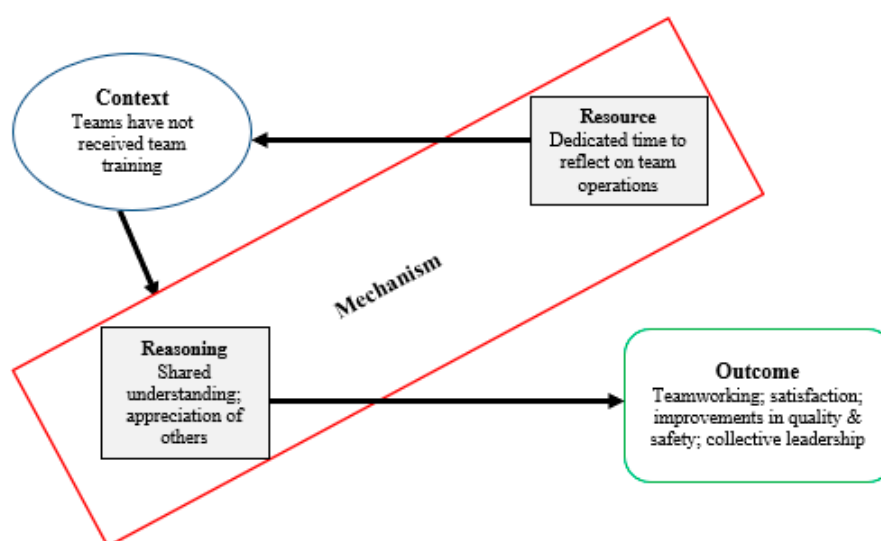 Context
Teams have not
received team
training
Resource
Dedicated time to
reflect on team
operations
Mechanism
Reasoning
Shared
understanding;
appreciation of
others
Outcome
Teamworking; satisfaction;
improvements in quality &
safety; collective leadership